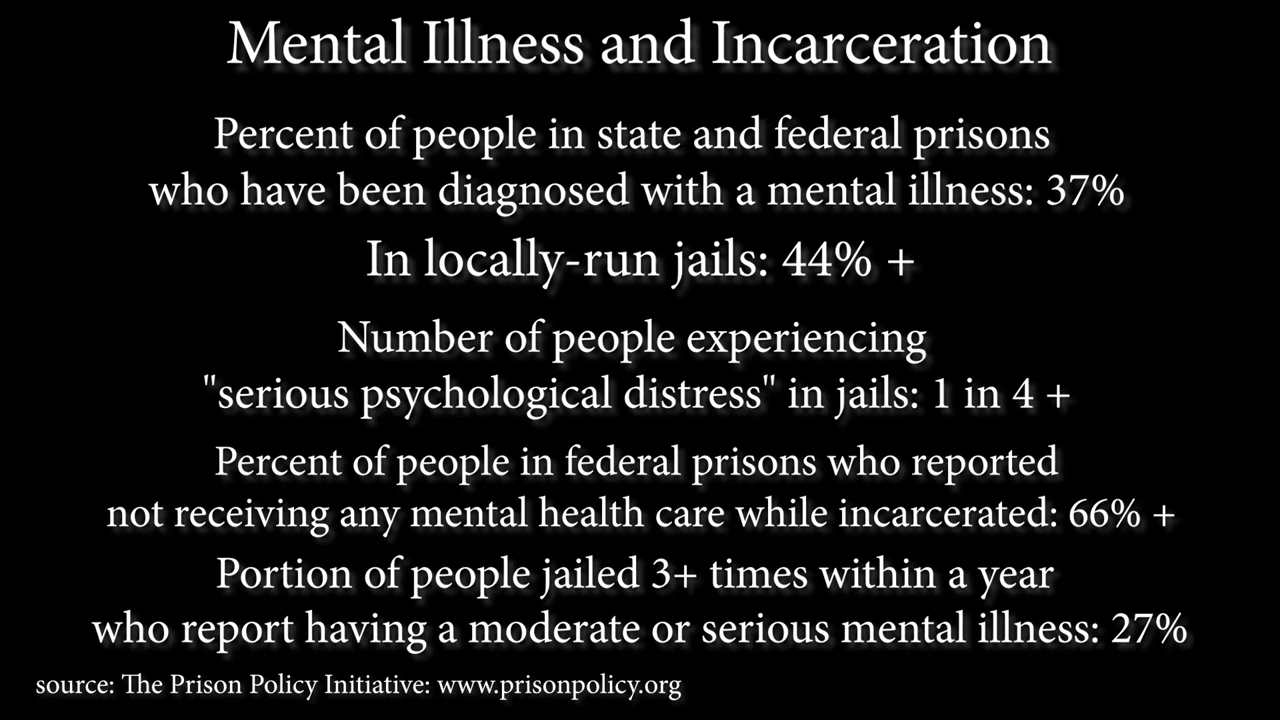 Mental Illness and Incarceration
Percent of people in state and federal prisons
who have been diagnosed with a mental illness: 37%
In locally-run jails: 44% +
Number of people experiencing
"serious psychological distress" in jails: 1 in 4 +
Percent of people in federal prisons who reported
not receiving any mental health care while incarcerated: 66% +
Portion of people jailed 3+ times within a year
who report having a moderate or serious mental illness: 27%
source: The Prison Policy Initiative: www.prisonpolicy.org